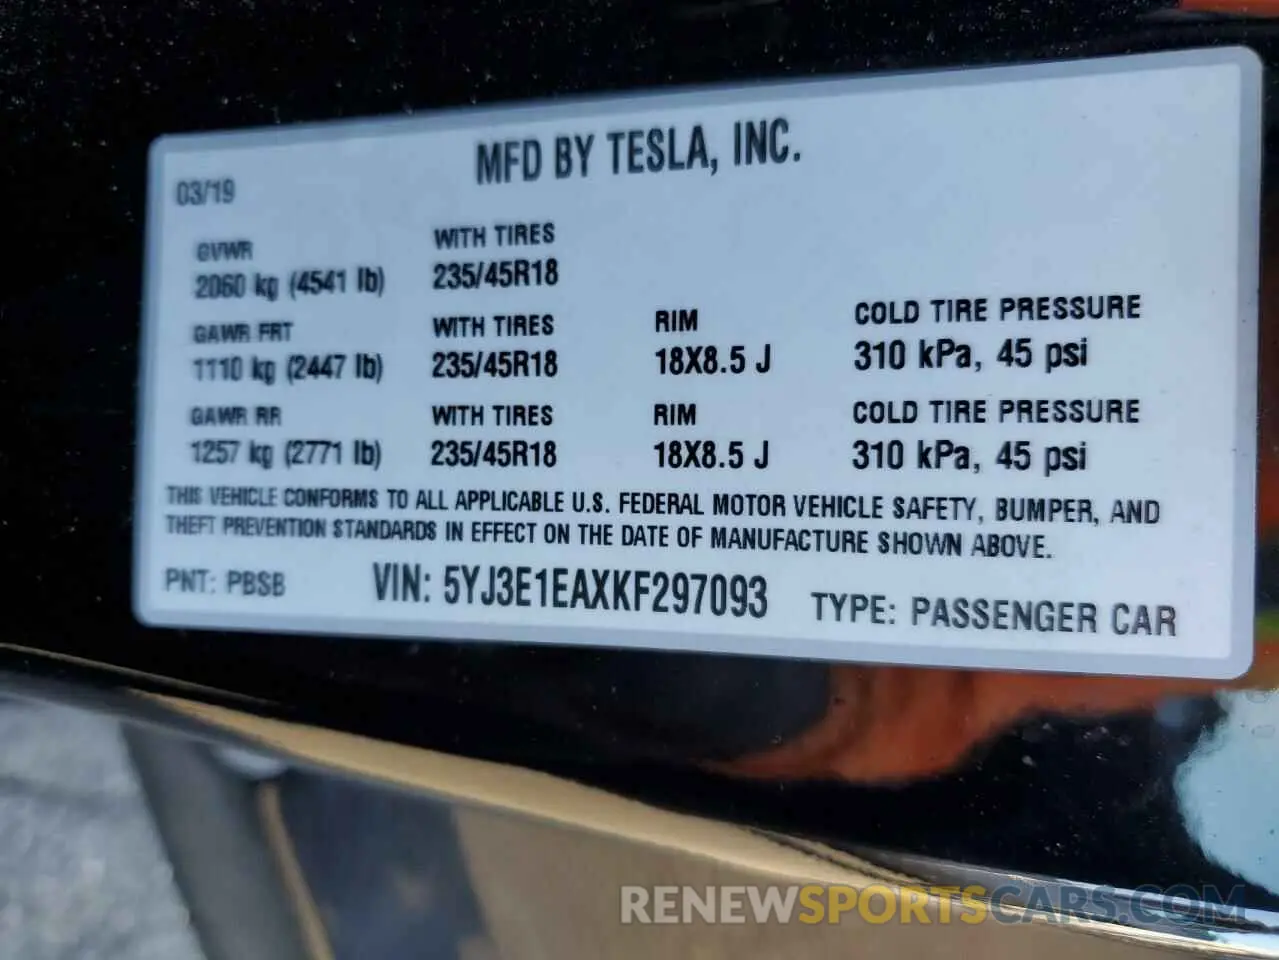 MFD BY TESLA, INC.
03/19
GVWR WITH TIRES
2060 kg (4541 lb) 235/45R18
GAWR FRT WITH TIRES RIM COLD TIRE PRESSURE
1110 kg (2447 lb) 235/45R18 18X8.5 J 310 kPa, 45 psi
GAWR RR WITH TIRES RIM COLD TIRE PRESSURE
1257 kg (2771 lb) 235/45R18 18X8.5 J 310 kPa, 45 psi
THIS VEHICLE CONFORMS TO ALL APPLICABLE U.S. FEDERAL MOTOR VEHICLE SAFETY, BUMPER, AND
THEFT PREVENTION STANDARDS IN EFFECT ON THE DATE OF MANUFACTURE SHOWN ABOVE.
PNT: PBSB VIN: 5YJ3E1EAXKF297093 TYPE: PASSENGER CAR
RENEWSPORTSCARS.COM